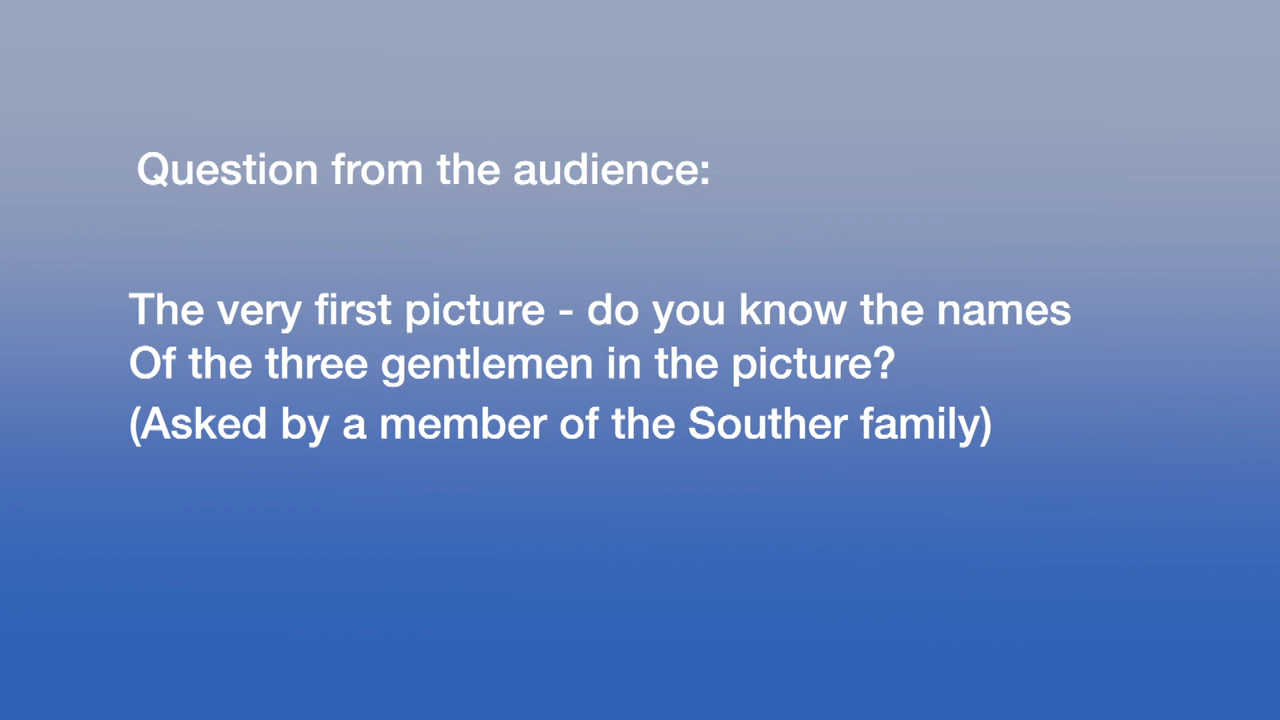 Question from the audience:
The very first picture - do you know the names
Of the three gentlemen in the picture?
(Asked by a member of the Souther family)